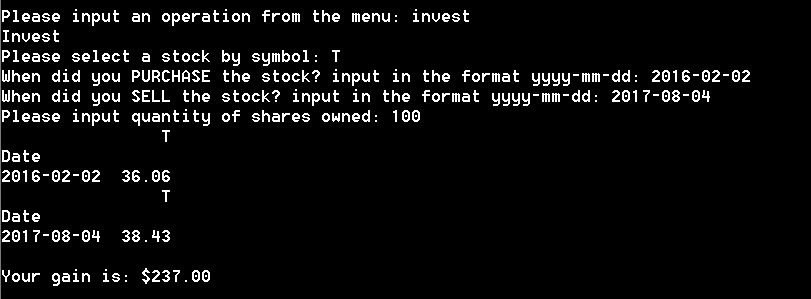 Please input an operation from the menu: invest
Invest
Please select a stock by symbol: T
When did you PURCHASE the stock? input in the format yyyy-mm-dd: 2016-02-02
When did you SELL the stock? input in the format yyyy-mm-dd: 2017-08-04
Please input quantity of shares owned: 100
T
Date
2016-02-02 36.06
T
Date
2017-08-04 38.43
Your gain is: $237.00